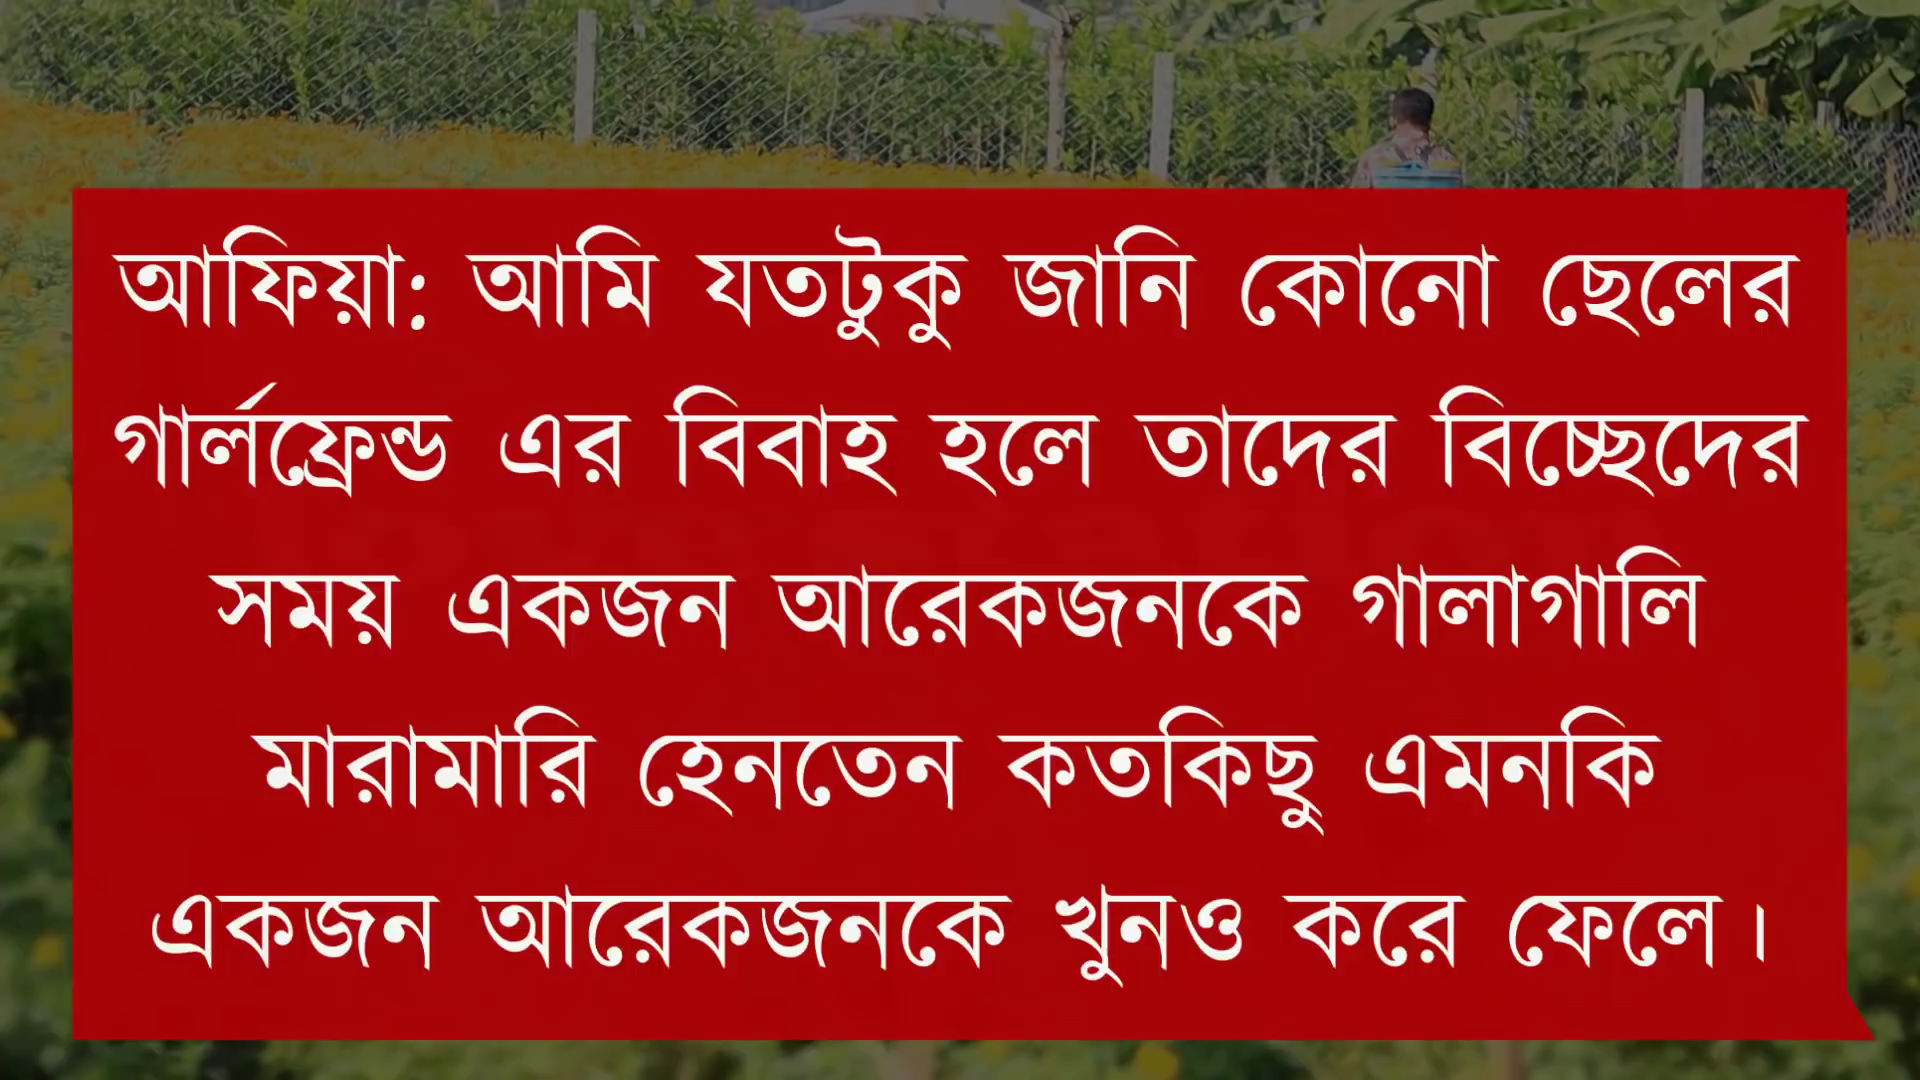 আফিয়া: আমি যতটুকু জানি কোনো ছেলের
গার্লফ্রেন্ড এর বিবাহ হলে তাদের বিচ্ছেদের
সময় একজন আরেকজনকে গালাগালি
মারামারি হেনতেন কতকিছু এমনকি
একজন আরেকজনকে খুনও করে ফেলে।